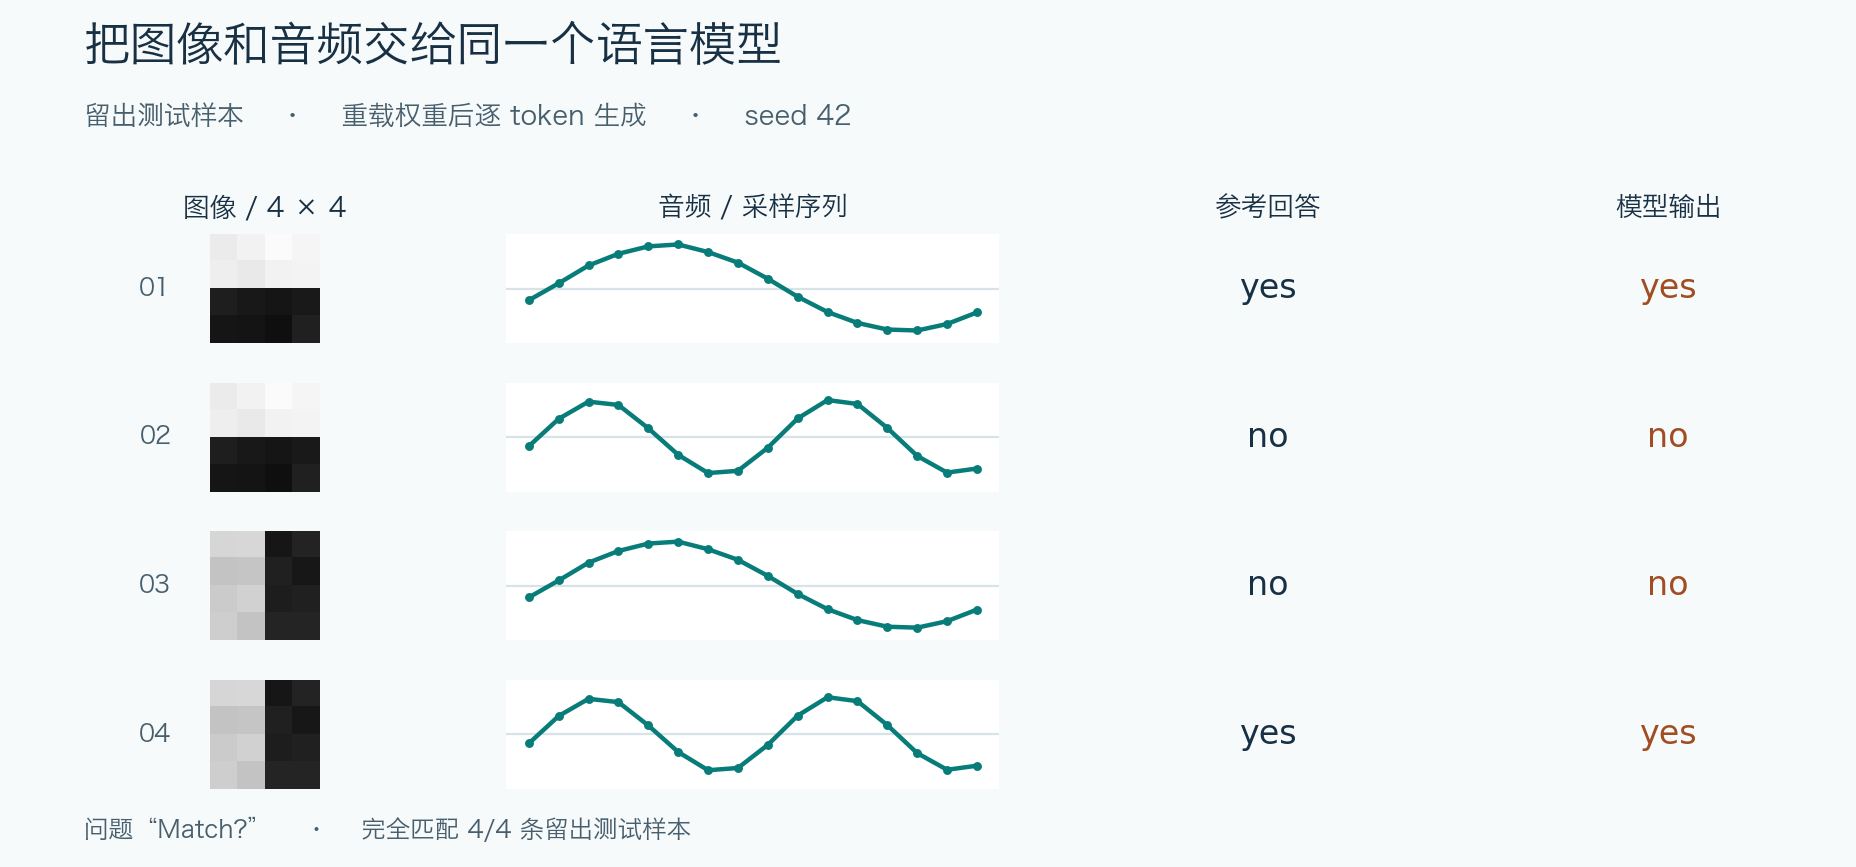 把图像和音频交给同一个语言模型
留出测试样本 · 重载权重后逐 token 生成 · seed 42
图像 / 4 × 4 音频 / 采样序列 参考回答 模型输出
01 yes yes
02 no no
03 no no
04 yes yes
问题“Match?” · 完全匹配 4/4 条留出测试样本